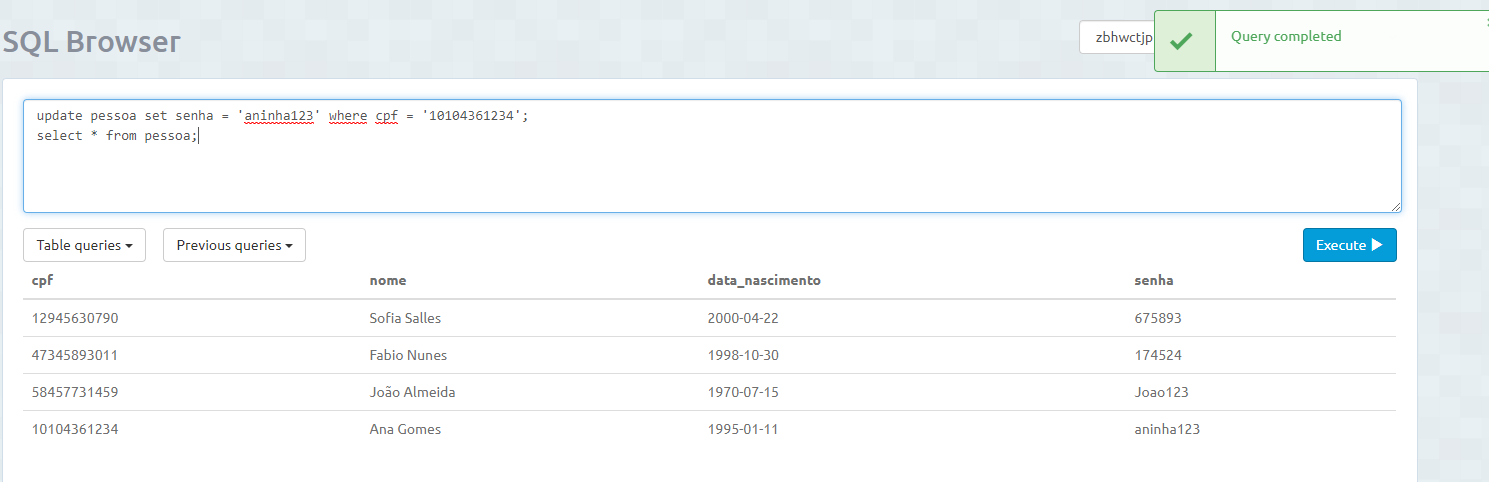 SQL Browser
zbhwctjp
Query completed
update pessoa set senha = 'aninha123' where cpf = '10104361234';
select * from pessoa;
Table queries
Previous queries
Execute
cpf nome data_nascimento senha
12945630790 Sofia Salles 2000-04-22 675893
47345893011 Fabio Nunes 1998-10-30 174524
58457731459 João Almeida 1970-07-15 Joao123
10104361234 Ana Gomes 1995-01-11 aninha123